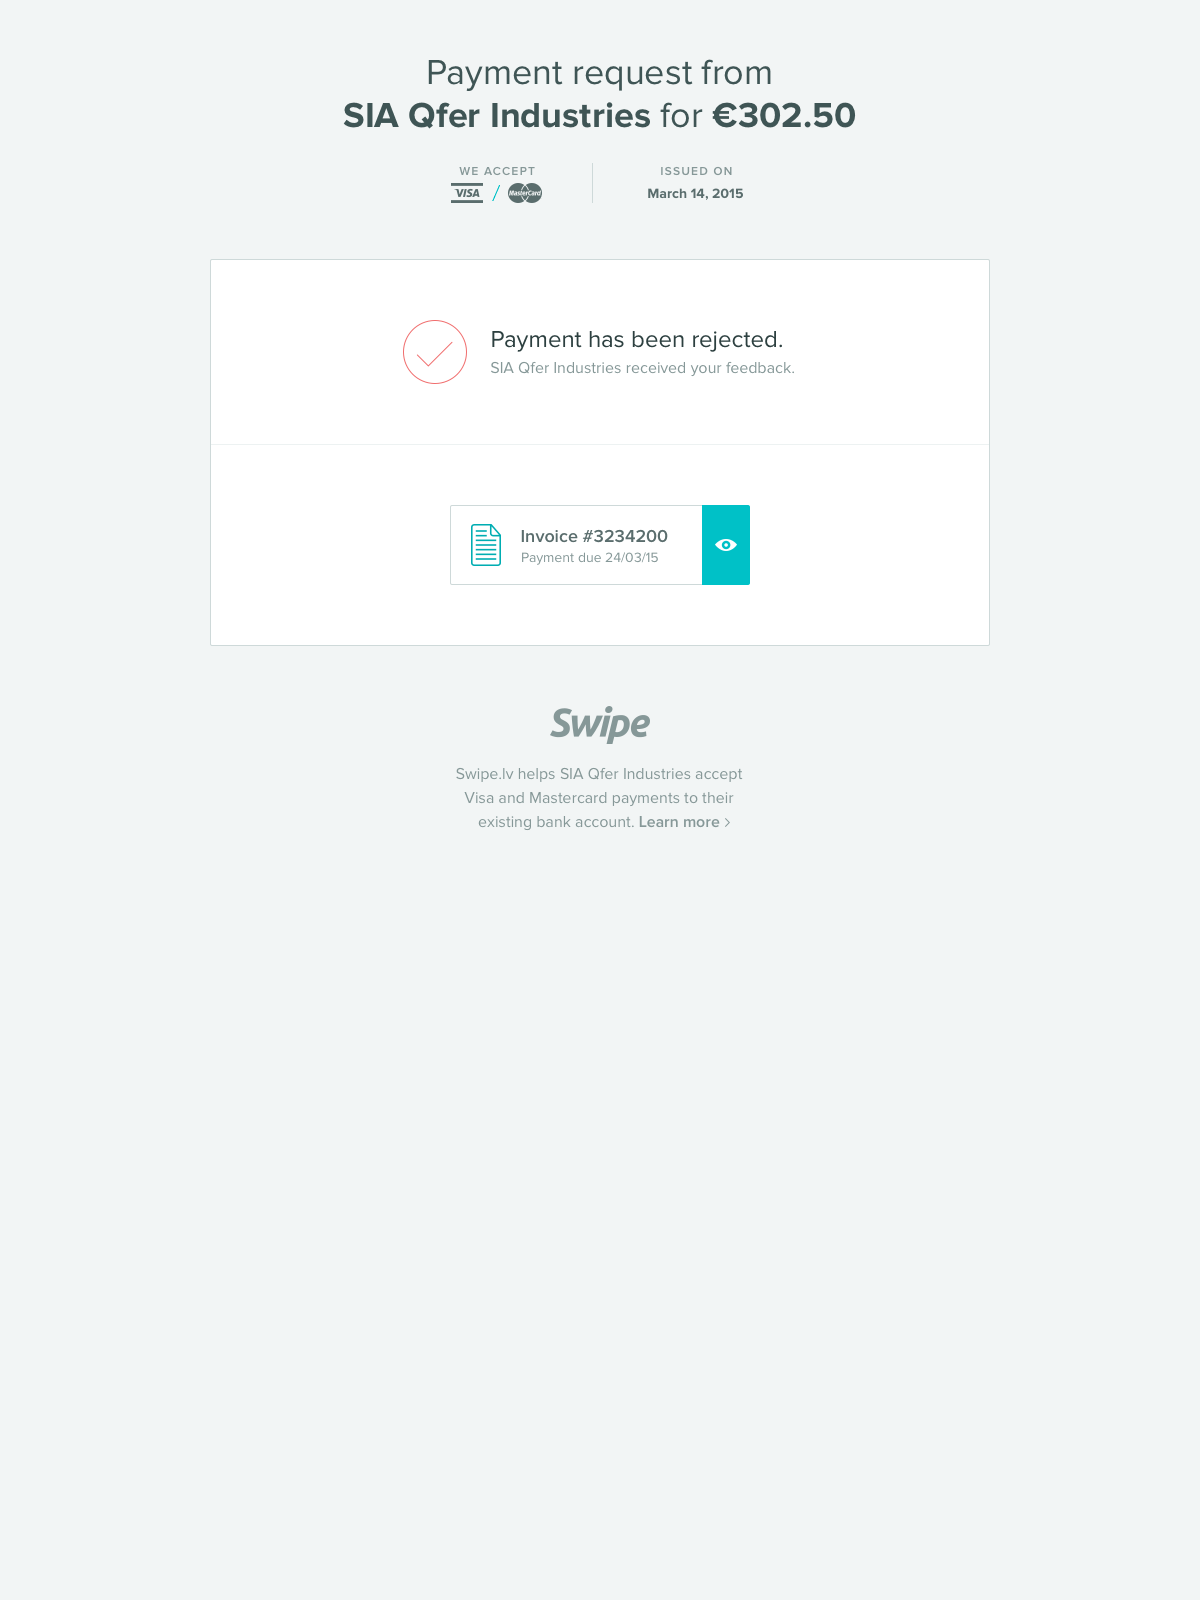 Payment request from
SIA Qfer Industries for €302.50
WE ACCEPT
VISA / MasterCard
ISSUED ON
March 14, 2015
Payment has been rejected.
SIA Qfer Industries received your feedback.
Invoice #3234200
Payment due 24/03/15
Swipe
Swipe.lv helps SIA Qfer Industries accept
Visa and Mastercard payments to their
existing bank account. Learn more >